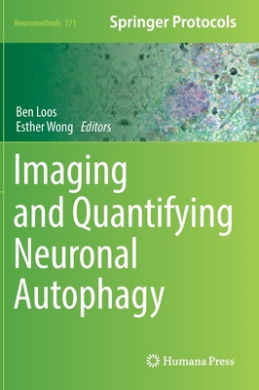 Neuromethods 171
Springer Protocols
Ben Loos
Esther Wong Editors
Imaging
and Quantifying
Neuronal
Autophagy
Humana Press